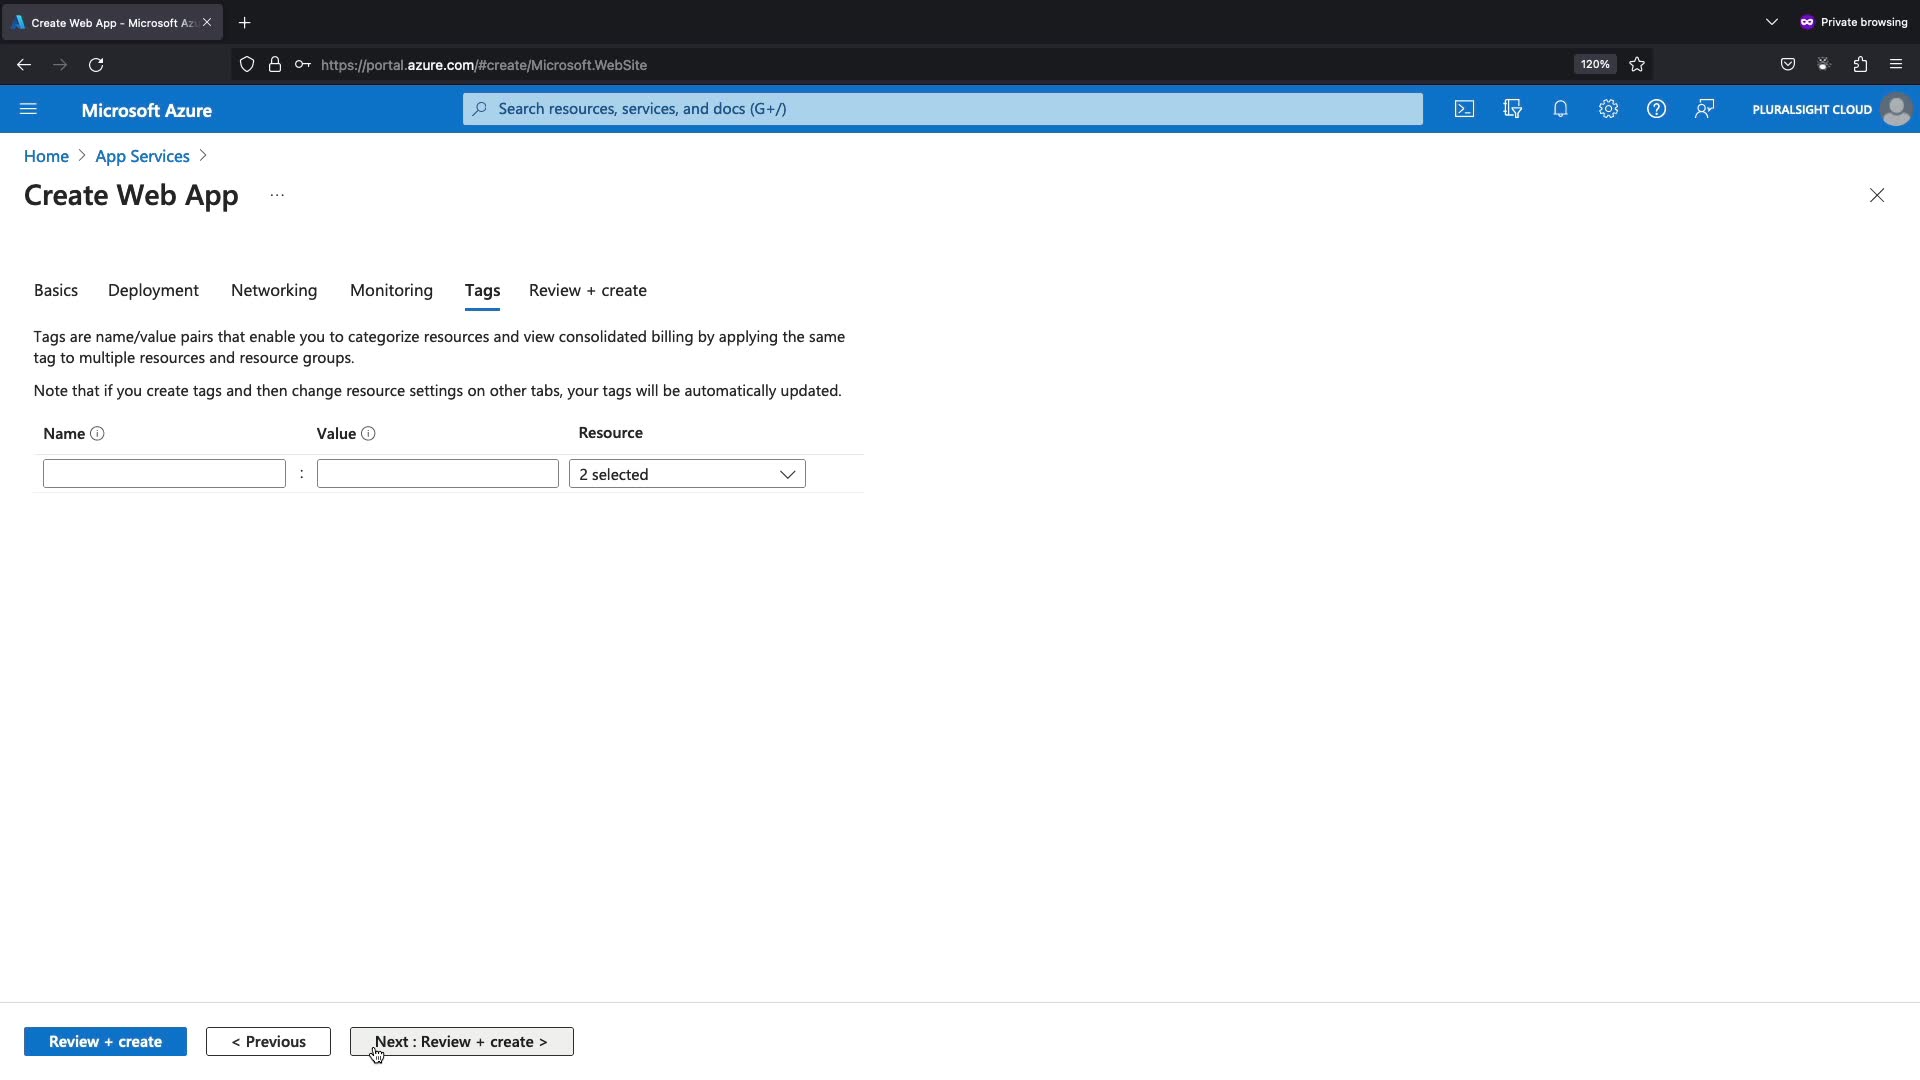 Create Web App - Microsoft Az
Private browsing
https://portal.azure.com/#create/Microsoft.WebSite
120%
Microsoft Azure
Search resources, services, and docs (G+/)
PLURALSIGHT CLOUD
Home > App Services >
Create Web App ...
Basics Deployment Networking Monitoring Tags Review + create
Tags are name/value pairs that enable you to categorize resources and view consolidated billing by applying the same
tag to multiple resources and resource groups.
Note that if you create tags and then change resource settings on other tabs, your tags will be automatically updated.
Name Value Resource
: 2 selected
Review + create < Previous Next : Review + create >